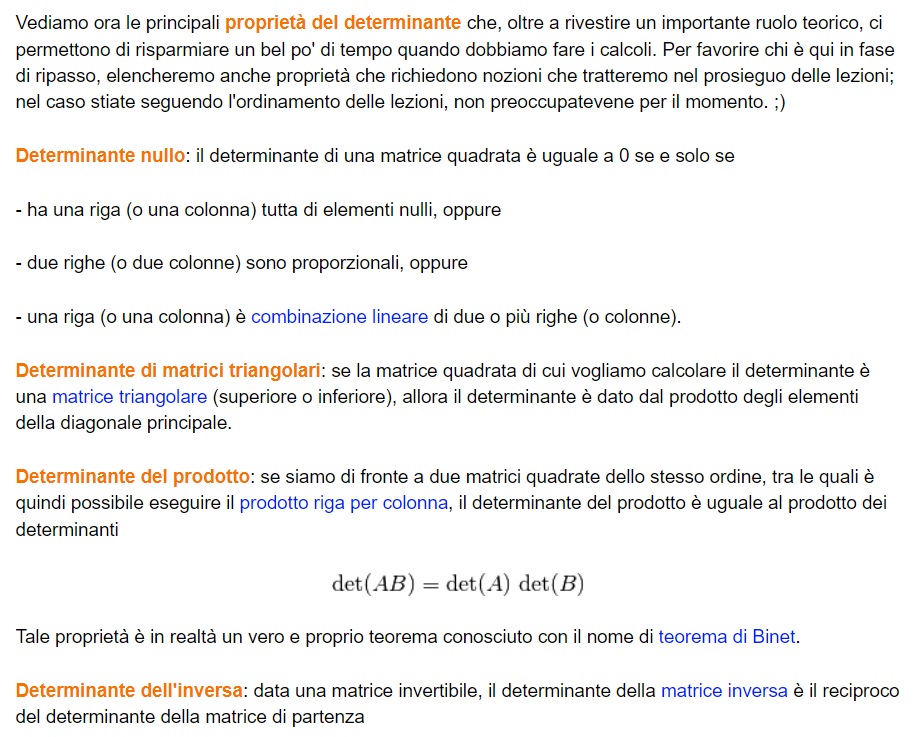 Vediamo ora le principali proprietà del determinante che, oltre a rivestire un importante ruolo teorico, ci
permettono di risparmiare un bel po' di tempo quando dobbiamo fare i calcoli. Per favorire chi è qui in fase
di ripasso, elencheremo anche proprietà che richiedono nozioni che tratteremo nel prosieguo delle lezioni;
nel caso stiate seguendo l'ordinamento delle lezioni, non preoccupatevene per il momento. ;)
Determinante nullo: il determinante di una matrice quadrata è uguale a 0 se e solo se
- ha una riga (o una colonna) tutta di elementi nulli, oppure
- due righe (o due colonne) sono proporzionali, oppure
- una riga (o una colonna) è combinazione lineare di due o più righe (o colonne).
Determinante di matrici triangolari: se la matrice quadrata di cui vogliamo calcolare il determinante è
una matrice triangolare (superiore o inferiore), allora il determinante è dato dal prodotto degli elementi
della diagonale principale.
Determinante del prodotto: se siamo di fronte a due matrici quadrate dello stesso ordine, tra le quali è
quindi possibile eseguire il prodotto riga per colonna, il determinante del prodotto è uguale al prodotto dei
determinanti
det(AB) = det(A) det(B)
Tale proprietà è in realtà un vero e proprio teorema conosciuto con il nome di teorema di Binet.
Determinante dell'inversa: data una matrice invertibile, il determinante della matrice inversa è il reciproco
del determinante della matrice di partenza